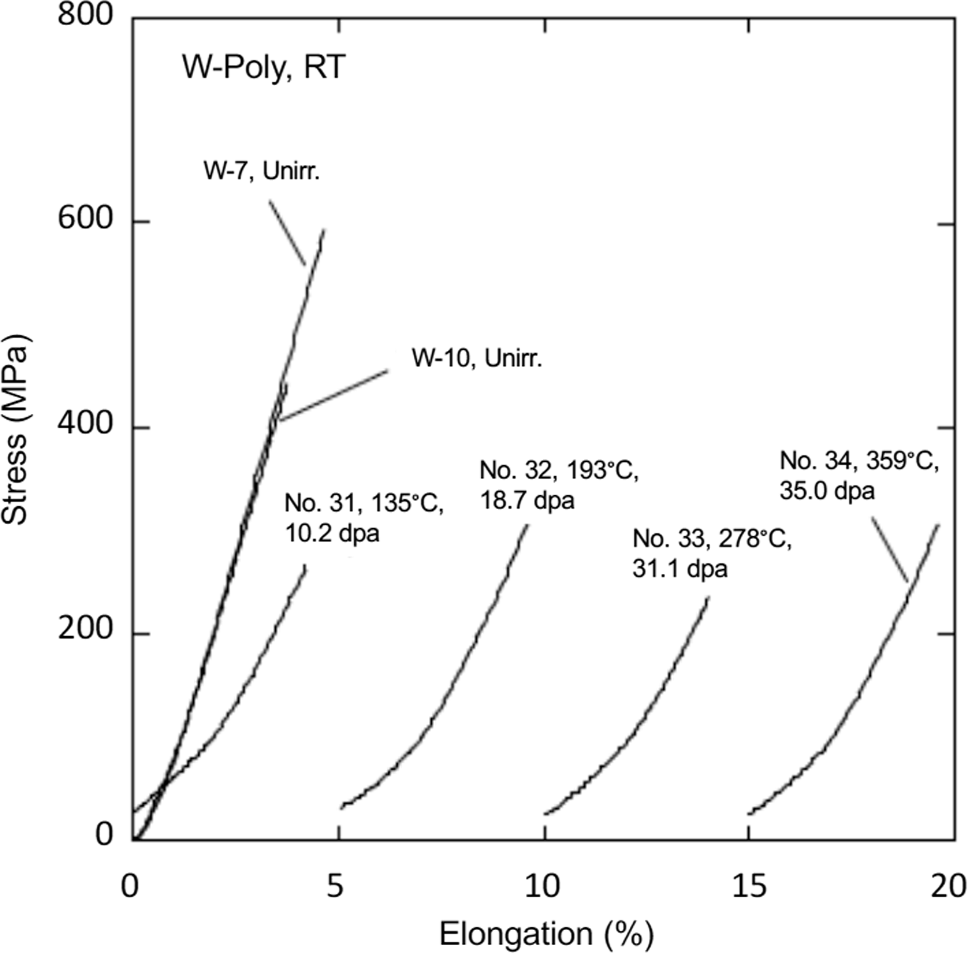 800
W-Poly, RT
W-7, Unirr.
600
W-10, Unirr.
400
No. 31, 135°C,
10.2 dpa
No. 32, 193°C,
18.7 dpa
No. 33, 278°C,
31.1 dpa
No. 34, 359°C,
35.0 dpa
200
0
Stress (MPa)
0 5 10 15 20
Elongation (%)